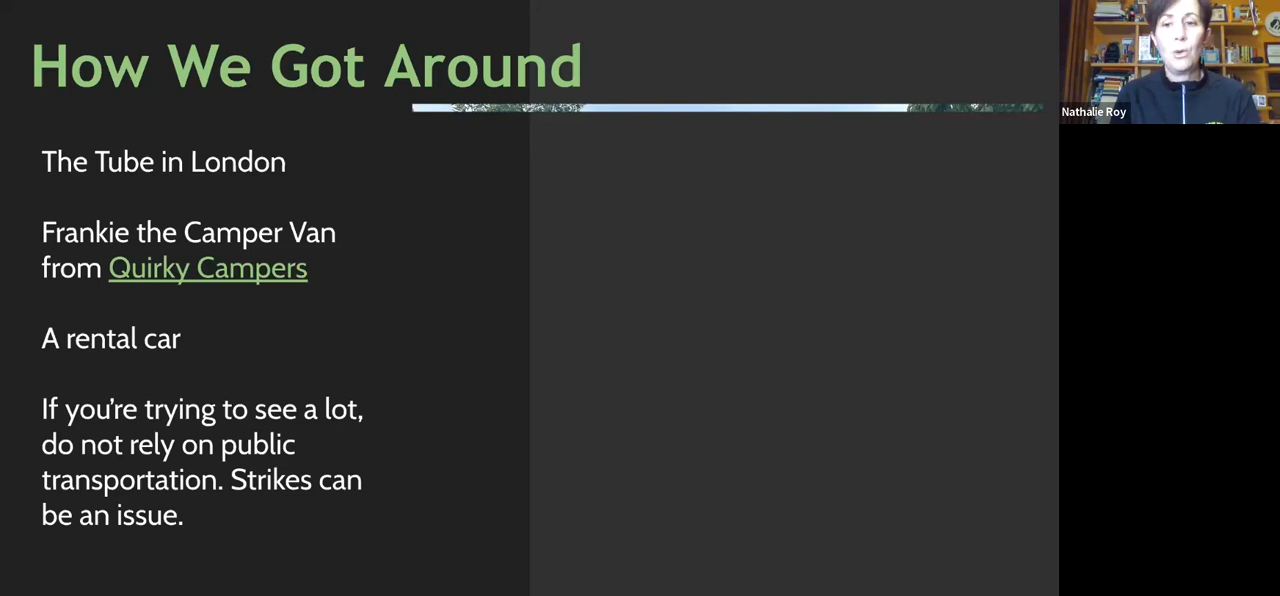 How We Got Around
Nathalie Roy
The Tube in London
Frankie the Camper Van
from Quirky Campers
A rental car
If you're trying to see a lot,
do not rely on public
transportation. Strikes can
be an issue.